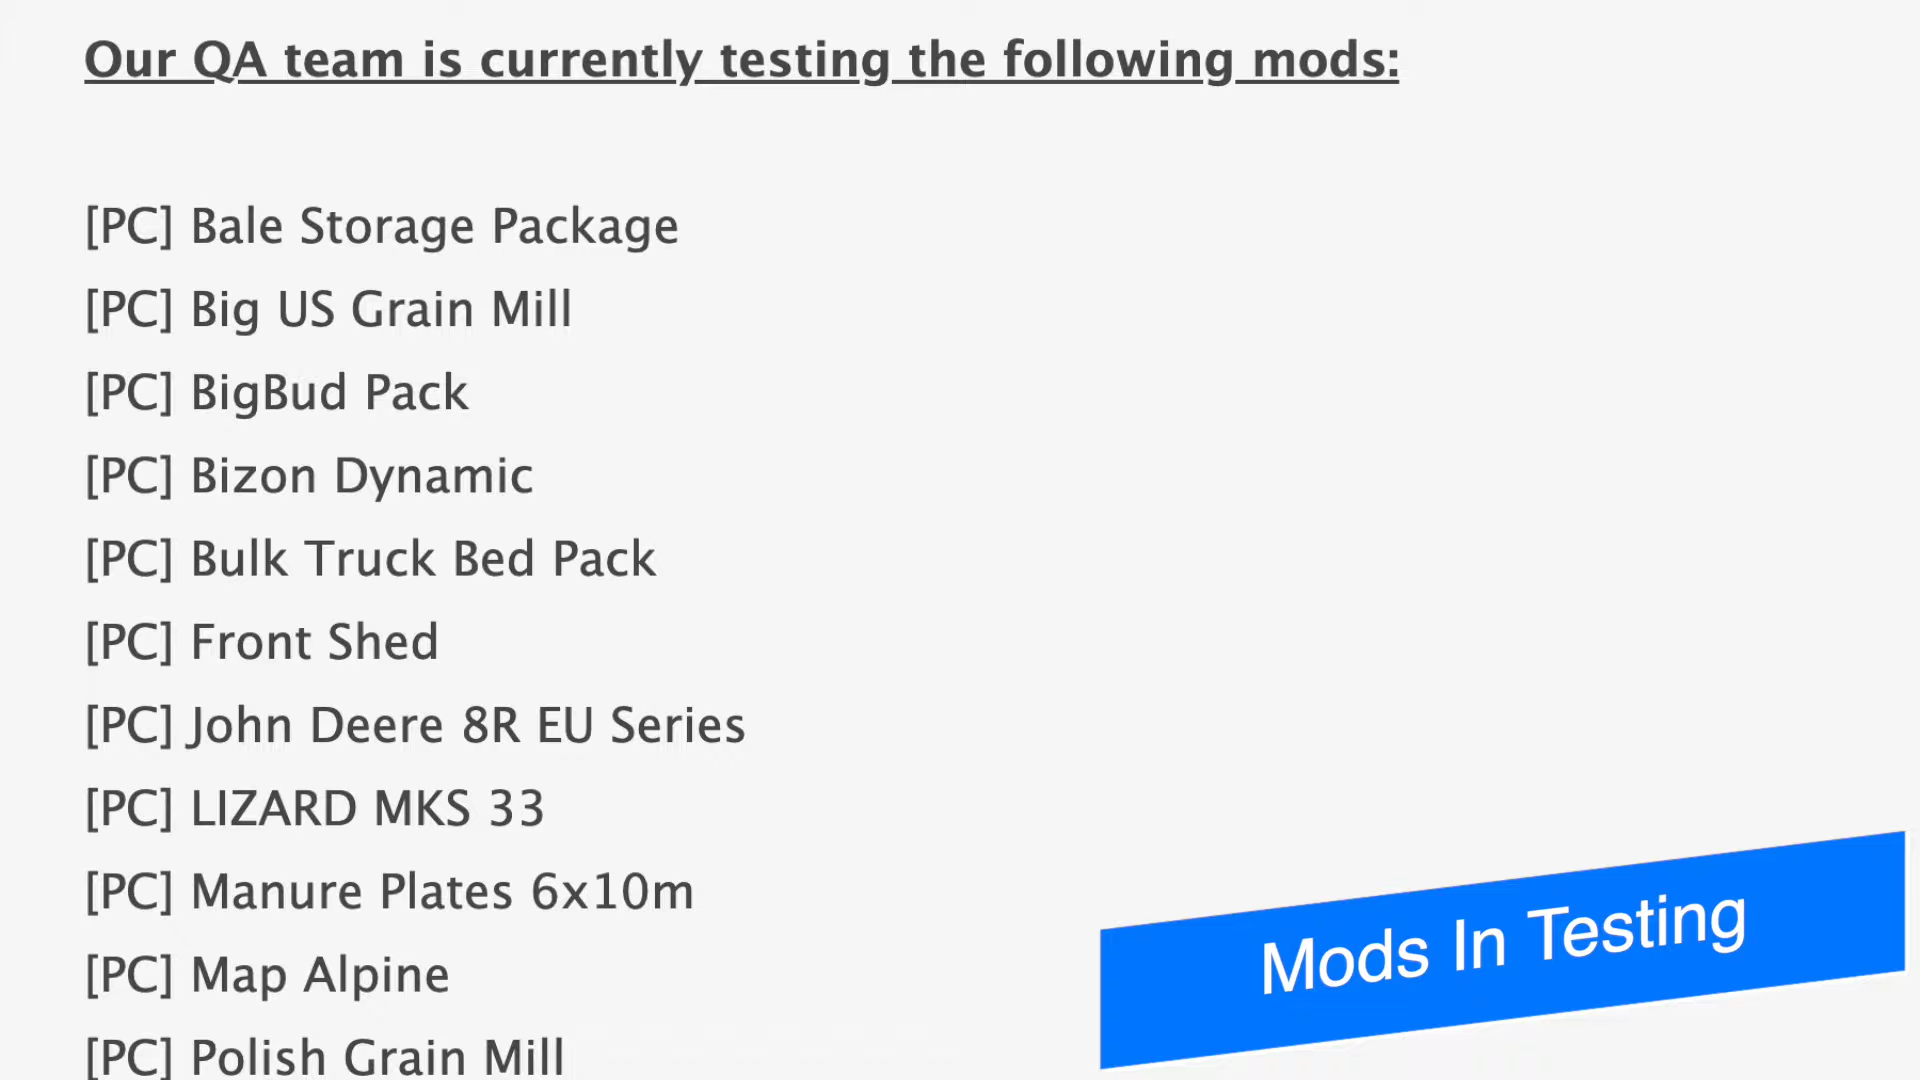 Our QA team is currently testing the following mods:
[PC] Bale Storage Package
[PC] Big US Grain Mill
[PC] BigBud Pack
[PC] Bizon Dynamic
[PC] Bulk Truck Bed Pack
[PC] Front Shed
[PC] John Deere 8R EU Series
[PC] LIZARD MKS 33
[PC] Manure Plates 6x10m
[PC] Map Alpine
[PC] Polish Grain Mill
Mods In Testing